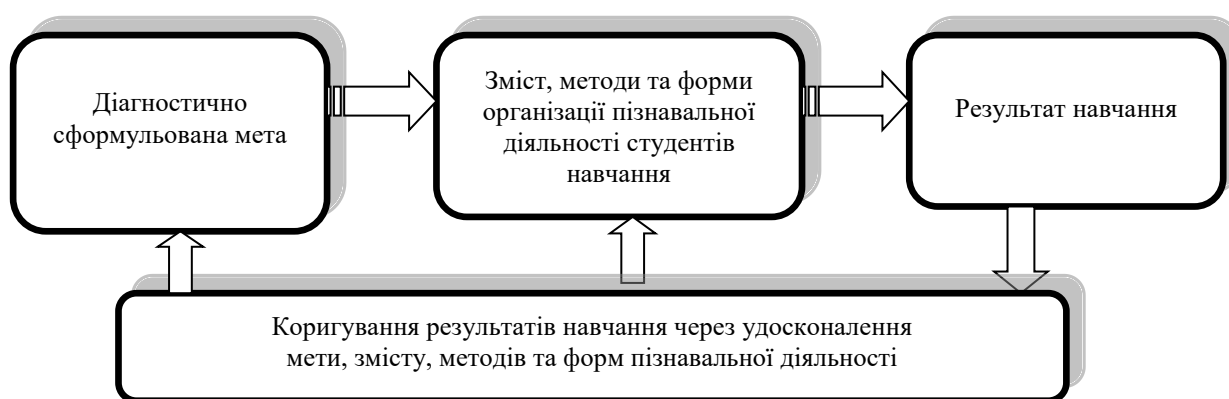 Діагностично
сформульована мета
Зміст, методи та форми
організації пізнавальної
діяльності студентів
навчання
Результат навчання
Коригування результатів навчання через удосконалення
мети, змісту, методів та форм пізнавальної діяльності